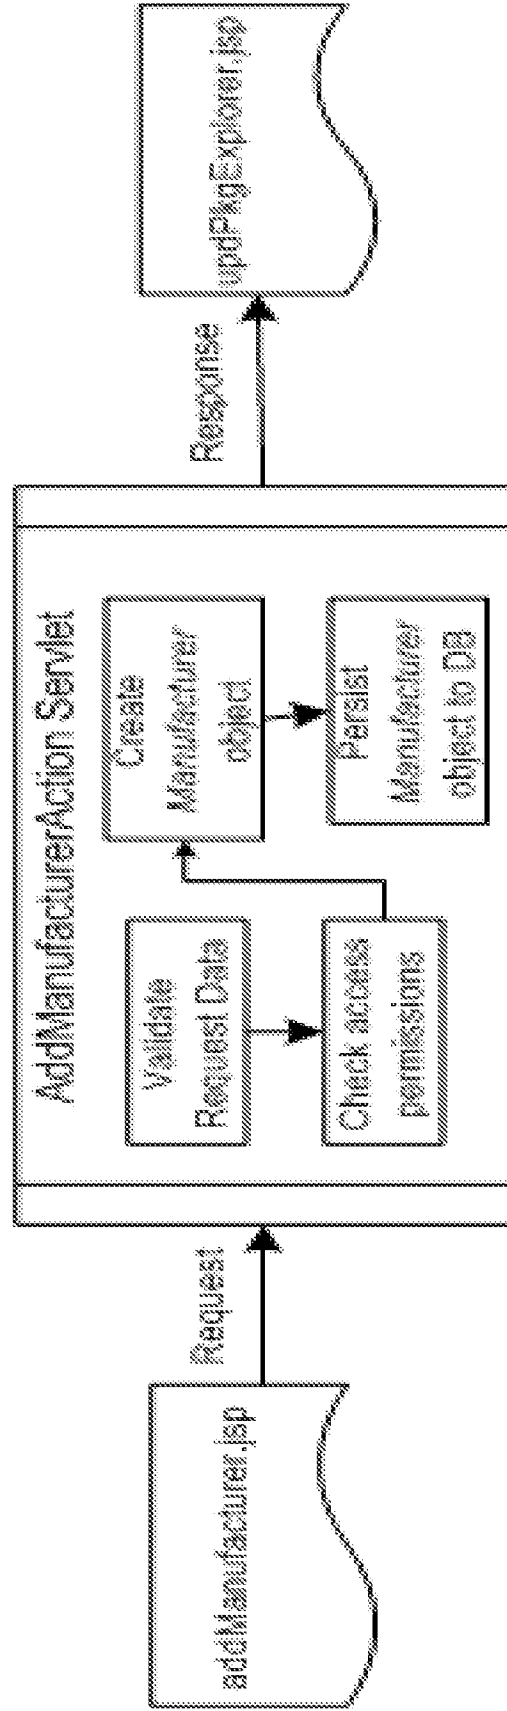 addManufacturer.jsp
Request
AddManufacturerAction Servlet
Validate
Request Data
Check access
permissions
Create
Manufacturer
object
Persist
Manufacturer
object to DB
Response
updPkgExplorer.jsp